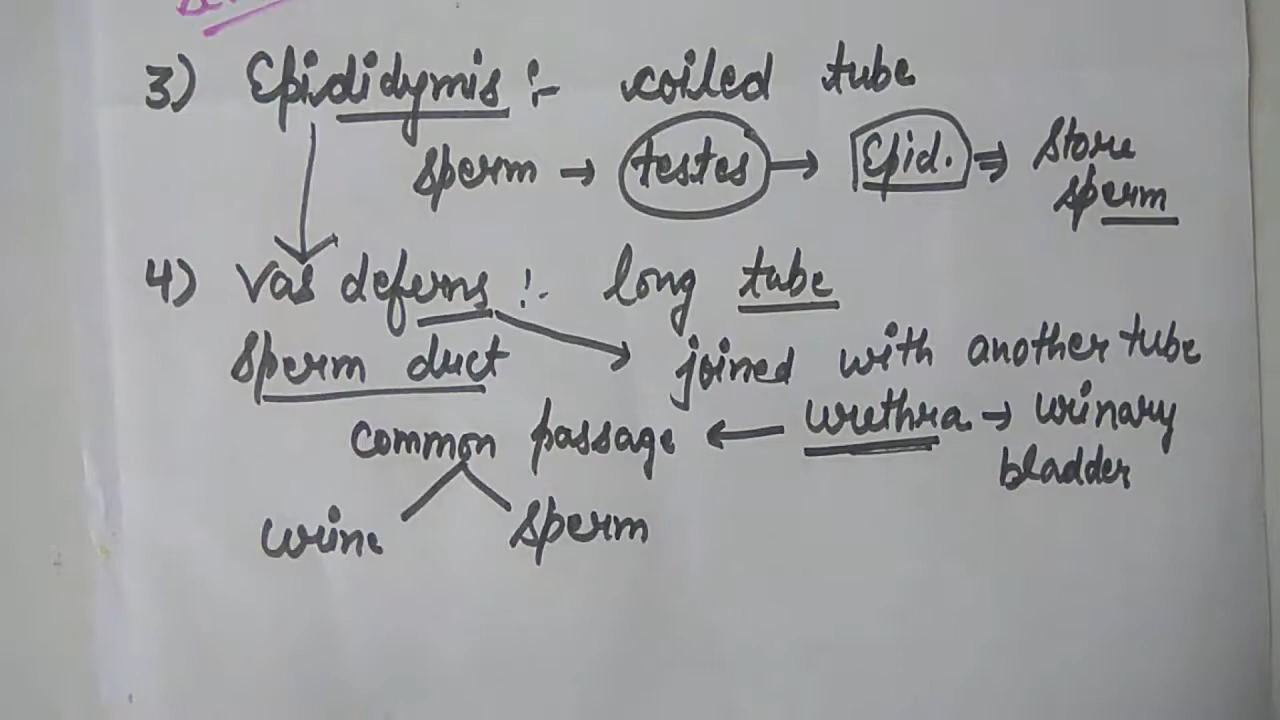 3) Epididymis :- coiled tube
sperm → testes → Epid. ⇒ store
sperm
4) Vas deferns :- long tube
sperm duct → joined with another tube
common passage ← urethra → urinary
bladder
urine sperm